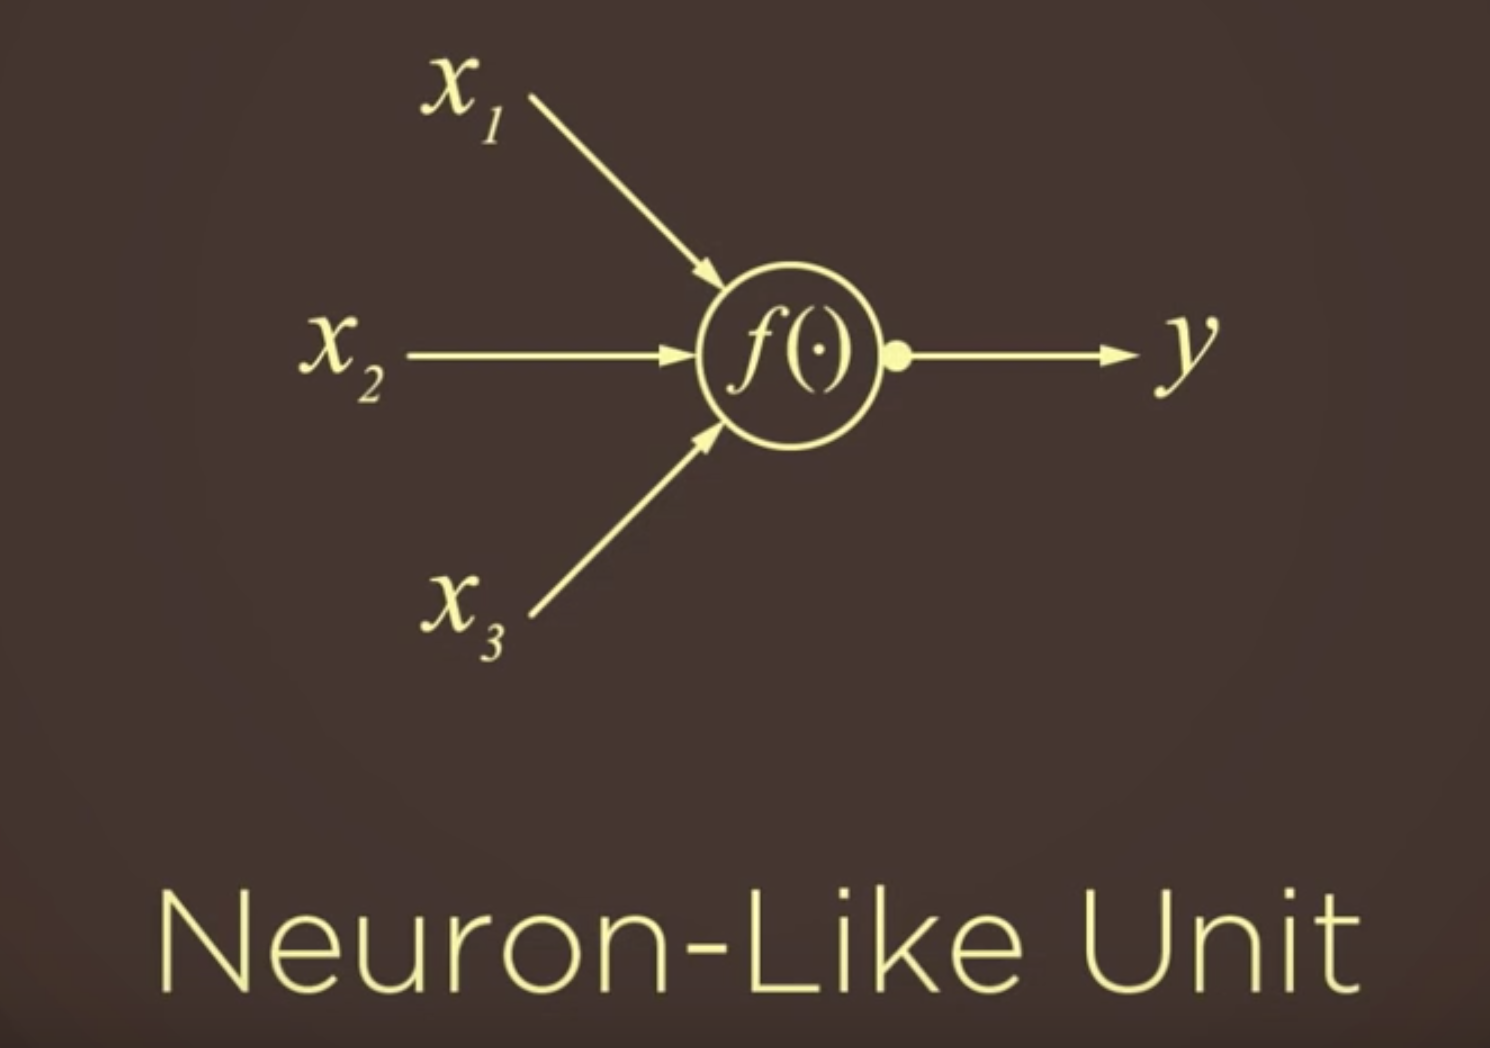 x1
x2
f(·)
y
x3
Neuron-Like Unit